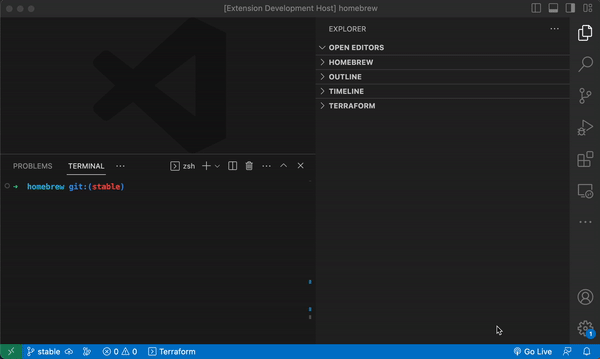 [Extension Development Host] homebrew
EXPLORER
OPEN EDITORS
HOMEBREW
OUTLINE
TIMELINE
TERRAFORM
PROBLEMS TERMINAL
zsh
homebrew git:(stable)
1
stable 0 0 Terraform Go Live